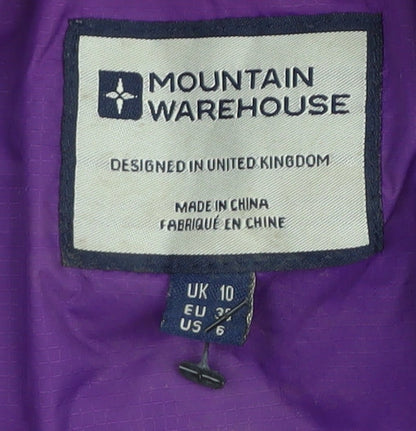 MOUNTAIN
WAREHOUSE
DESIGNED IN UNITED KINGDOM
MADE IN CHINA
FABRIQUÉ EN CHINE
UK 10
EU
US 6